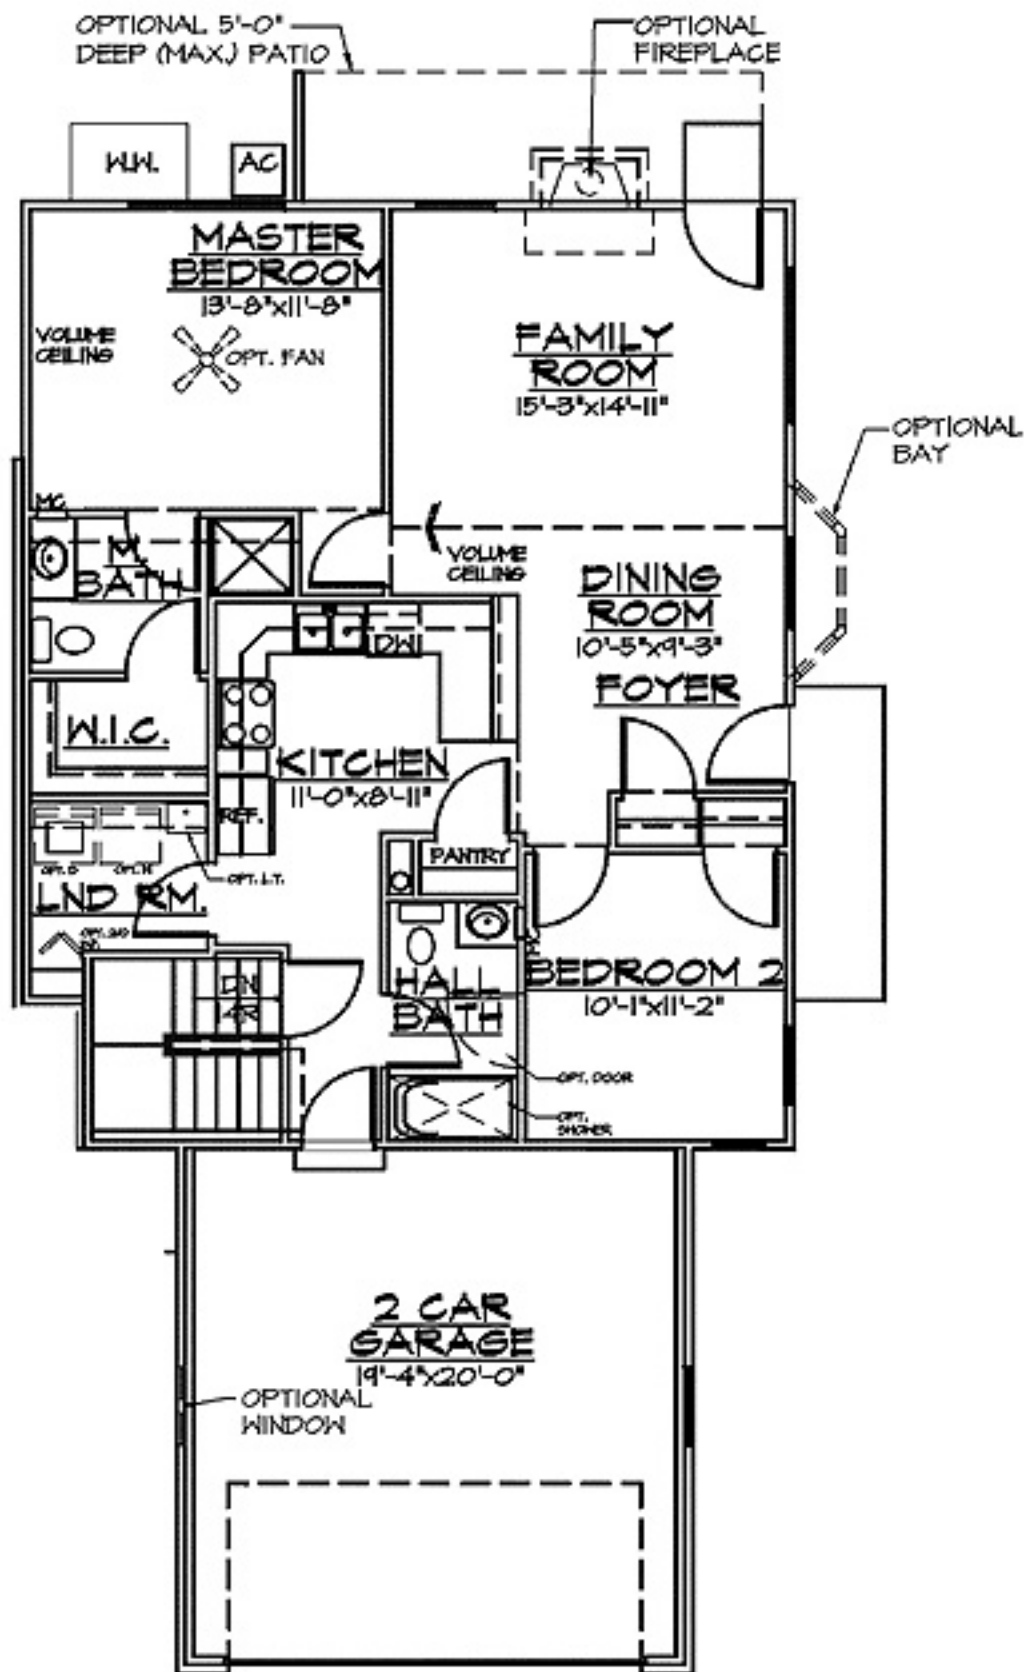 OPTIONAL 5'-0"
DEEP (MAX.) PATIO
OPTIONAL
FIREPLACE
W.W.
AC
MASTER
BEDROOM
13'-8"x11'-8"
VOLUME
CEILING
OPT. FAN
FAMILY
ROOM
15'-3"x14'-11"
OPTIONAL
BAY
MC
M.
BATH
VOLUME
CEILING
DINING
ROOM
10'-5"x9'-3"
FOYER
DW
W.I.C.
KITCHEN
11'-0"x8'-11"
REF.
PANTRY
OPT. D
OPT. W
OPT. L.T.
LND RM.
DN
HALL
BATH
BEDROOM 2
10'-1"x11'-2"
OPT. DOOR
OPT.
SHOWER
2 CAR
GARAGE
19'-4"x20'-0"
OPTIONAL
WINDOW